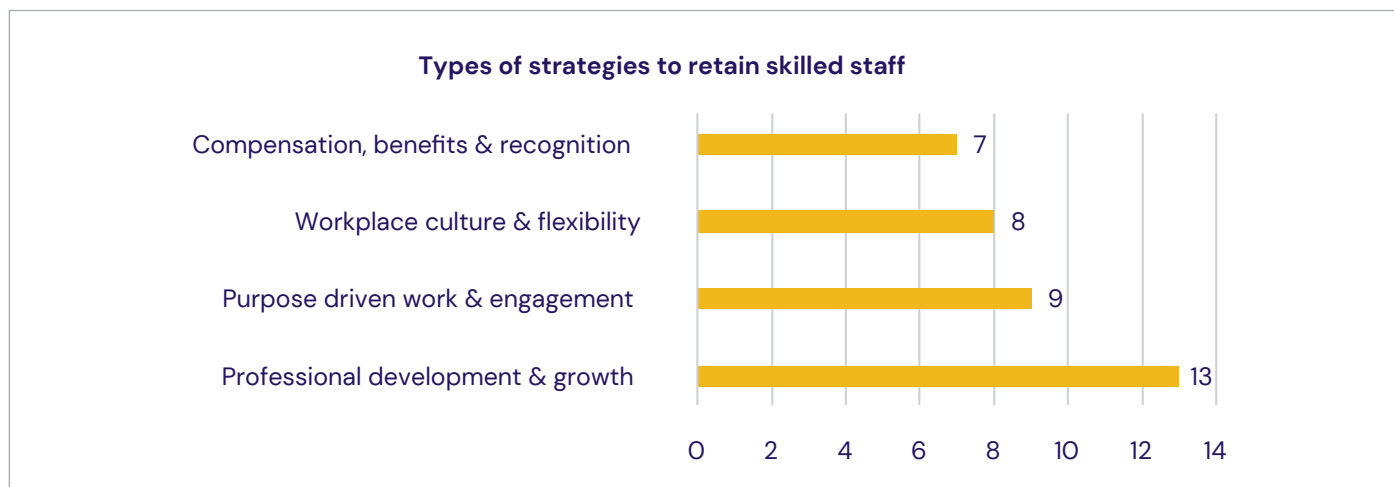 Types of strategies to retain skilled staff
Compensation, benefits & recognition 7
Workplace culture & flexibility 8
Purpose driven work & engagement 9
Professional development & growth 13
0 2 4 6 8 10 12 14